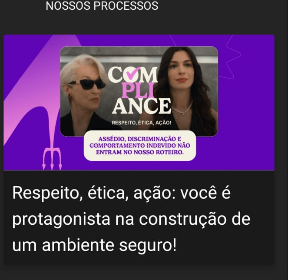 NOSSOS PROCESSOS
COM
PLI
ANCE
RESPEITO, ÉTICA, AÇÃO!
ASSÉDIO, DISCRIMINAÇÃO E
COMPORTAMENTO INDEVIDO NÃO
ENTRAM NO NOSSO ROTEIRO.
Respeito, ética, ação: você é
protagonista na construção de
um ambiente seguro!